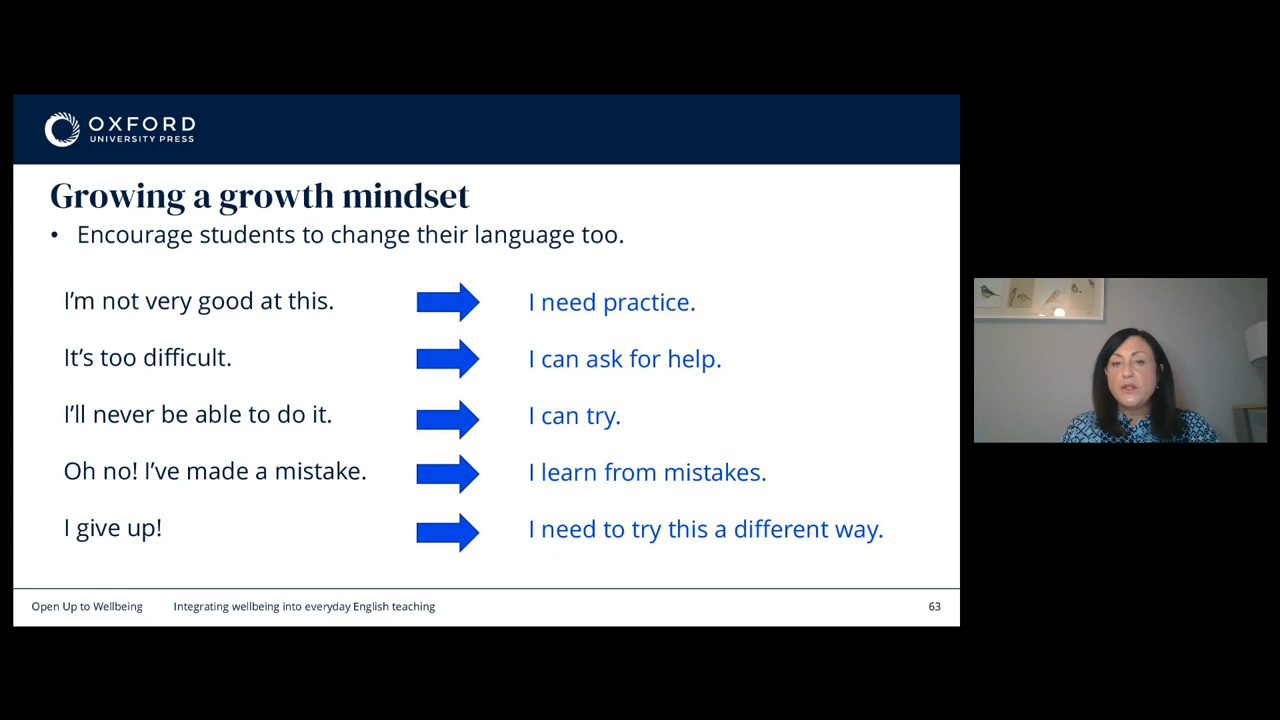 OXFORD
UNIVERSITY PRESS
Growing a growth mindset
• Encourage students to change their language too.
I'm not very good at this.
I need practice.
It's too difficult.
I can ask for help.
I'll never be able to do it.
I can try.
Oh no! I've made a mistake.
I learn from mistakes.
I give up!
I need to try this a different way.
Open Up to Wellbeing
Integrating wellbeing into everyday English teaching
63